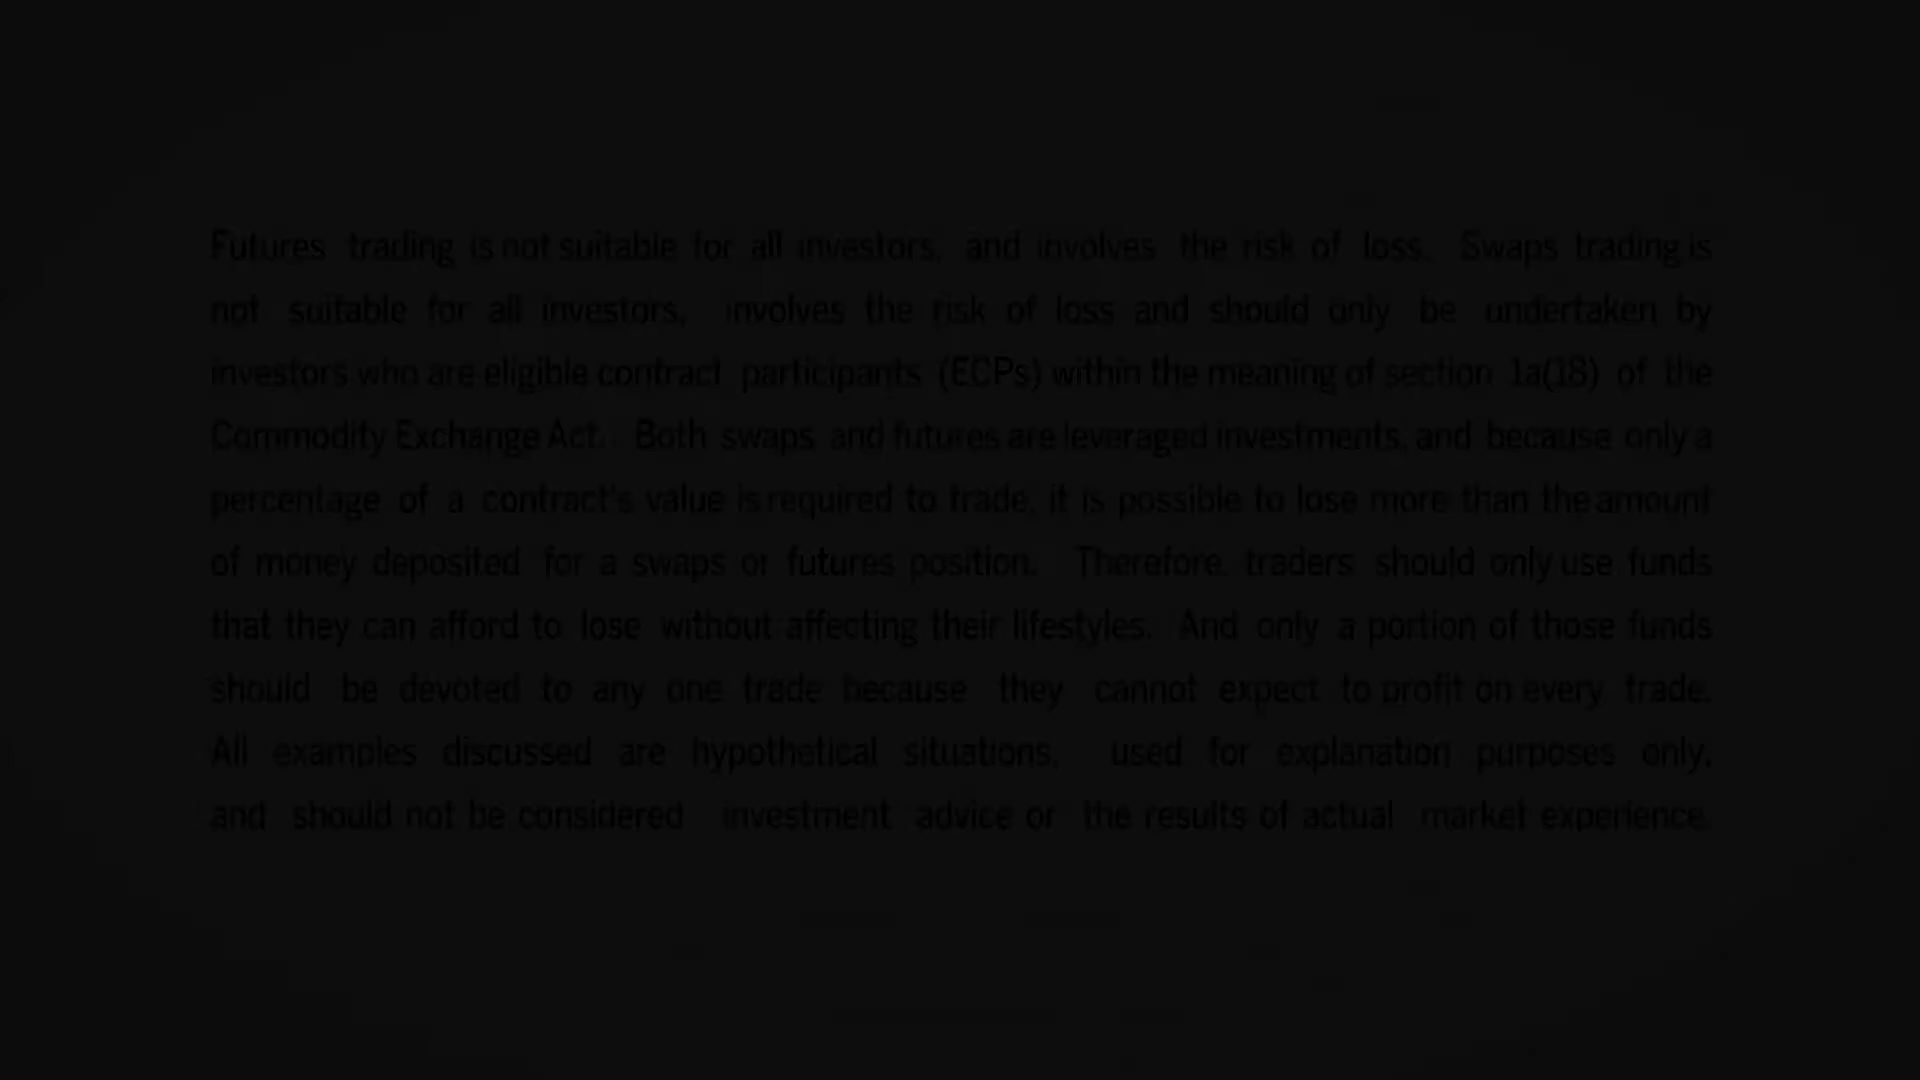 Futures trading is not suitable for all investors, and involves the risk of loss. Swaps trading is
not suitable for all investors, involves the risk of loss and should only be undertaken by
investors who are eligible contract participants (ECPs) within the meaning of section 1a(18) of the
Commodity Exchange Act. Both swaps and futures are leveraged investments, and because only a
percentage of a contract's value is required to trade, it is possible to lose more than the amount
of money deposited for a swaps or futures position. Therefore, traders should only use funds
that they can afford to lose without affecting their lifestyles. And only a portion of those funds
should be devoted to any one trade because they cannot expect to profit on every trade.
All examples discussed are hypothetical situations, used for explanation purposes only,
and should not be considered investment advice or the results of actual market experience.